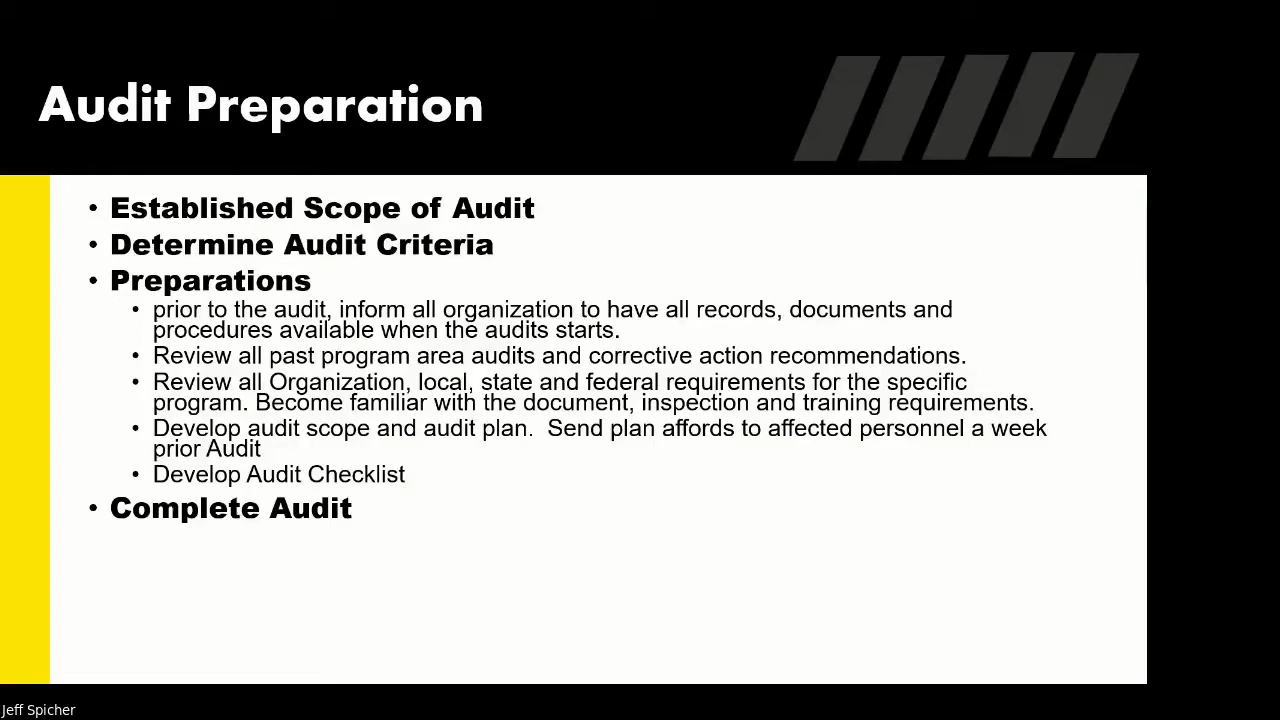 Audit Preparation
• Established Scope of Audit
• Determine Audit Criteria
• Preparations
• prior to the audit, inform all organization to have all records, documents and
procedures available when the audits starts.
• Review all past program area audits and corrective action recommendations.
• Review all Organization, local, state and federal requirements for the specific
program. Become familiar with the document, inspection and training requirements.
• Develop audit scope and audit plan.  Send plan affords to affected personnel a week
prior Audit
• Develop Audit Checklist
• Complete Audit
Jeff Spicher